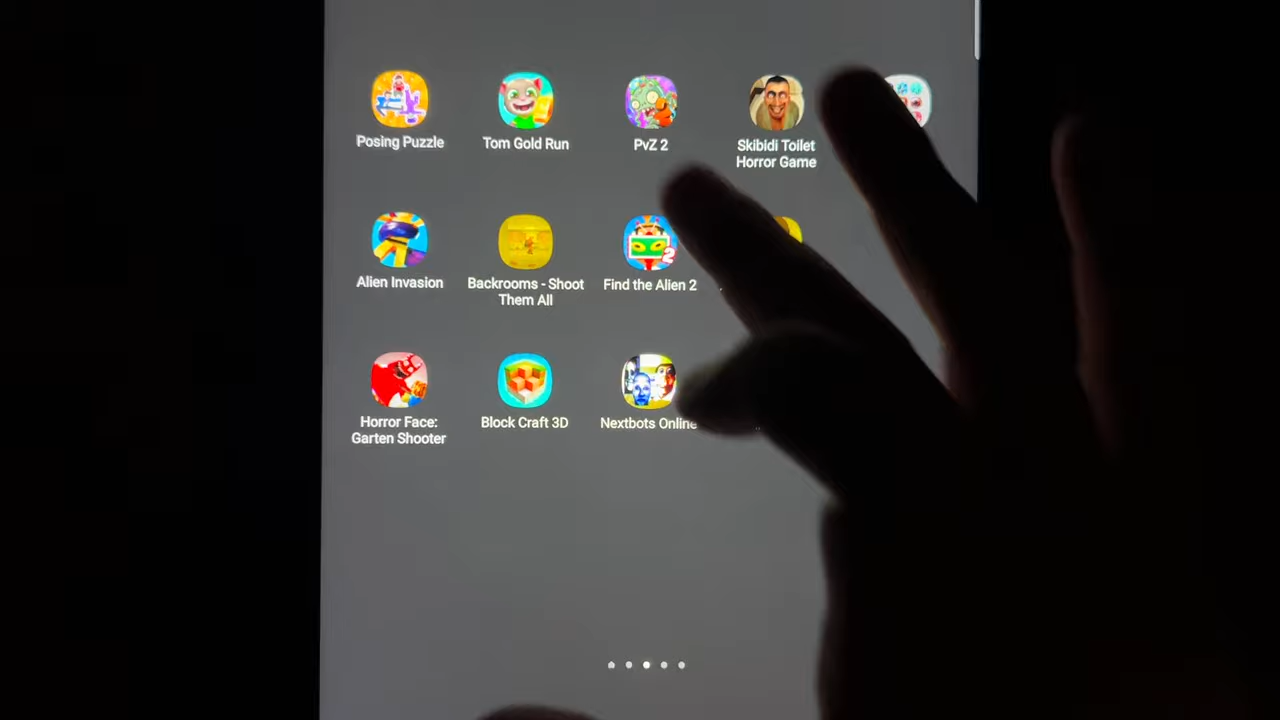 Posing Puzzle
Tom Gold Run
PvZ 2
Skibidi Toilet
Horror Game
Alien Invasion
Backrooms - Shoot
Them All
Find the Alien 2
2
Horror Face:
Garten Shooter
Block Craft 3D
Nextbots Online